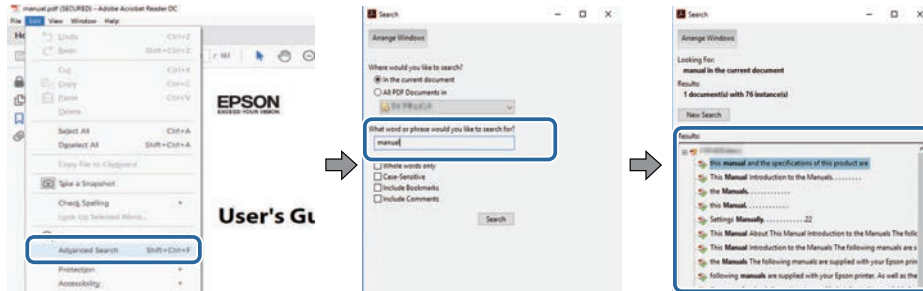 manual.pdf (SECURED) - Adobe Acrobat Reader DC
File Edit View Window Help
Undo Ctrl+Z
Redo Shift+Ctrl+Z
Cut Ctrl+X
Copy Ctrl+C
Paste Ctrl+V
Delete
Select All Ctrl+A
Deselect All Shift+Ctrl+A
Copy File to Clipboard
Take a Snapshot
Check Spelling
Look Up Selected Word...
Advanced Search Shift+Ctrl+F
Protection
Accessibility
/ 181
EPSON
EXCEED YOUR VISION
User's Gu
Search
Arrange Windows
Where would you like to search?
In the current document
All PDF Documents in
What word or phrase would you like to search for?
manual
Whole words only
Case-Sensitive
Include Bookmarks
Include Comments
Search
Search
Arrange Windows
Looking For:
manual in the current document
Results:
1 document(s) with 76 instance(s)
New Search
Results:
this manual and the specifications of this product are
This Manual Introduction to the Manuals. . . . . . . . .
the Manuals. . . . . . . . . . . . .
this Manual. . . . . . . . . . . . .
Settings Manually. . . . . . . . . . . . 22
This Manual About This Manual Introduction to the Manuals The follo
This Manual Introduction to the Manuals The following manuals are s
the Manuals The following manuals are supplied with your Epson prin
following manuals are supplied with your Epson printer. As well as the